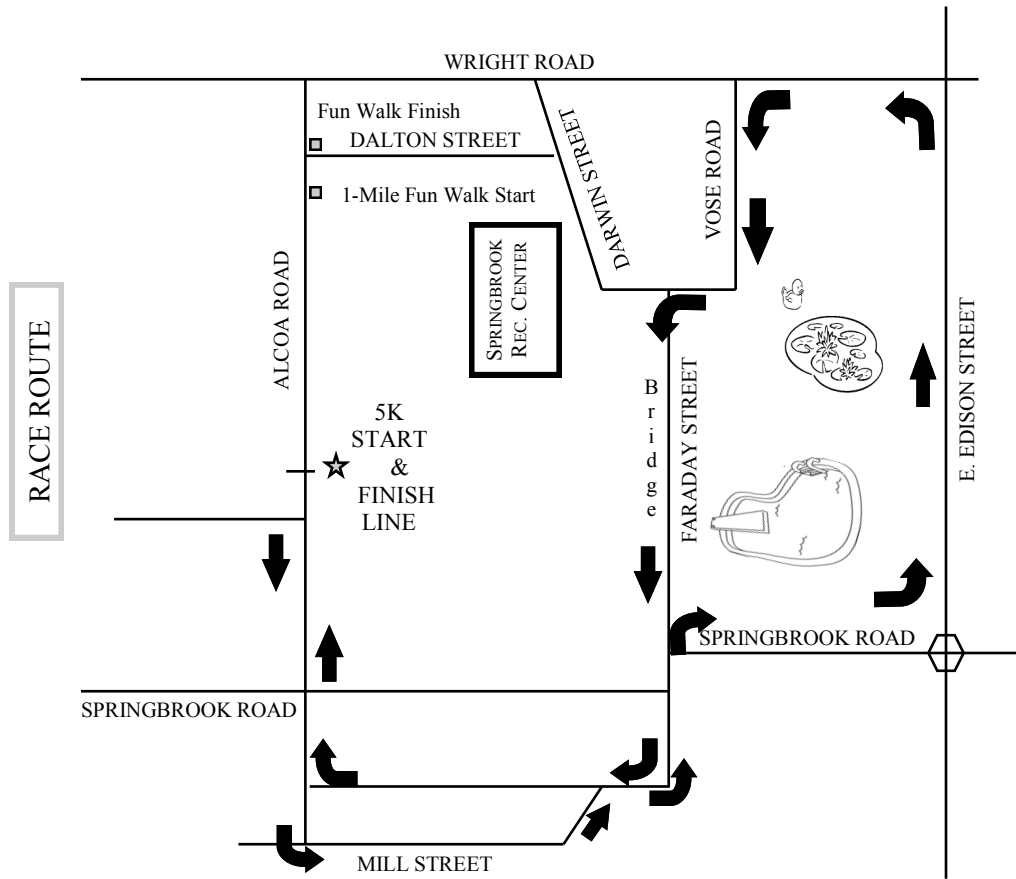 WRIGHT ROAD
Fun Walk Finish
DALTON STREET
1-Mile Fun Walk Start
DARWIN STREET
VOSE ROAD
SPRINGBROOK
REC. CENTER
ALCOA ROAD
RACE ROUTE
5K
START
&
FINISH
LINE
Bridge
FARADAY STREET
E. EDISON STREET
SPRINGBROOK ROAD
SPRINGBROOK ROAD
MILL STREET